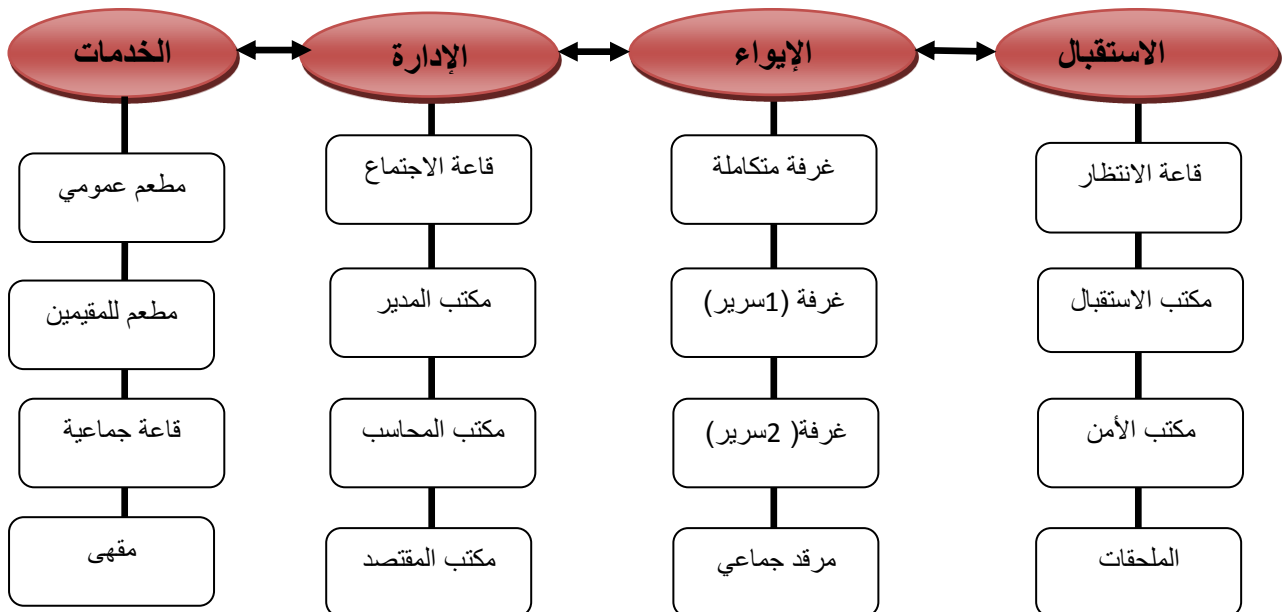 الاستقبال
الإيواء
الإدارة
الخدمات
قاعة الانتظار
مكتب الاستقبال
مكتب الأمن
الملحقات
غرفة متكاملة
غرفة (1سرير)
غرفة( 2سرير)
مرقد جماعي
قاعة الاجتماع
مكتب المدير
مكتب المحاسب
مكتب المقتصد
مطعم عمومي
مطعم للمقيمين
قاعة جماعية
مقهى